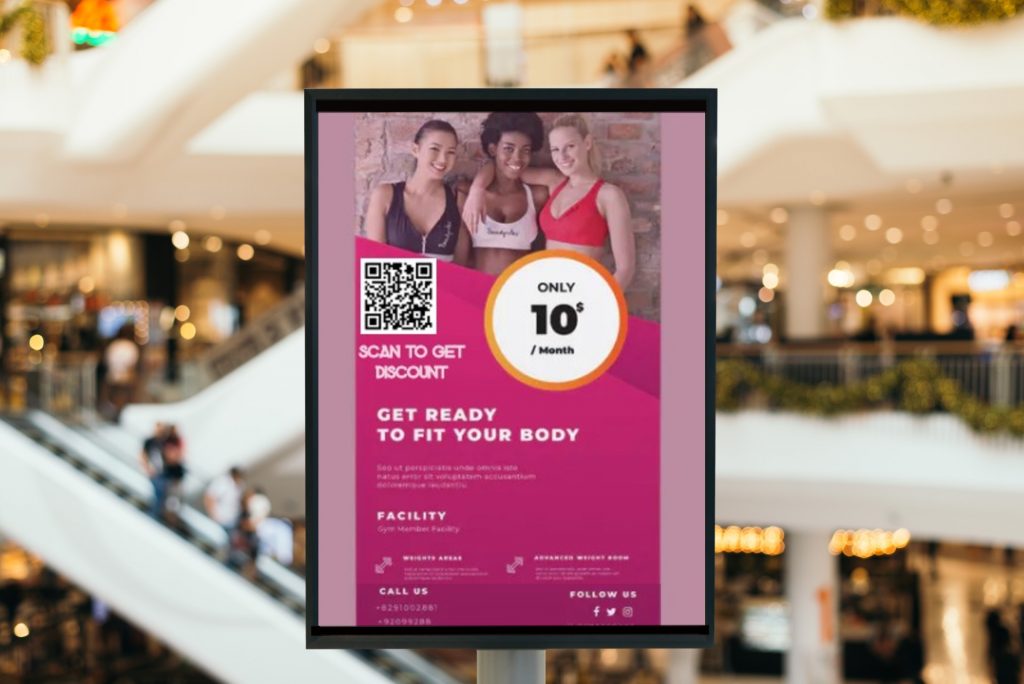 ONLY
10$
/ Month
SCAN TO GET
DISCOUNT
GET READY
TO FIT YOUR BODY
Sed ut perspiciatis unde omnis iste
natus error sit voluptatem accusantium
doloremque laudantiu
FACILITY
Gym Member Facility
WEIGHTS AREAS
ADVANCED WEIGHT ROOM
CALL US
FOLLOW US
+8291002881
+92099288